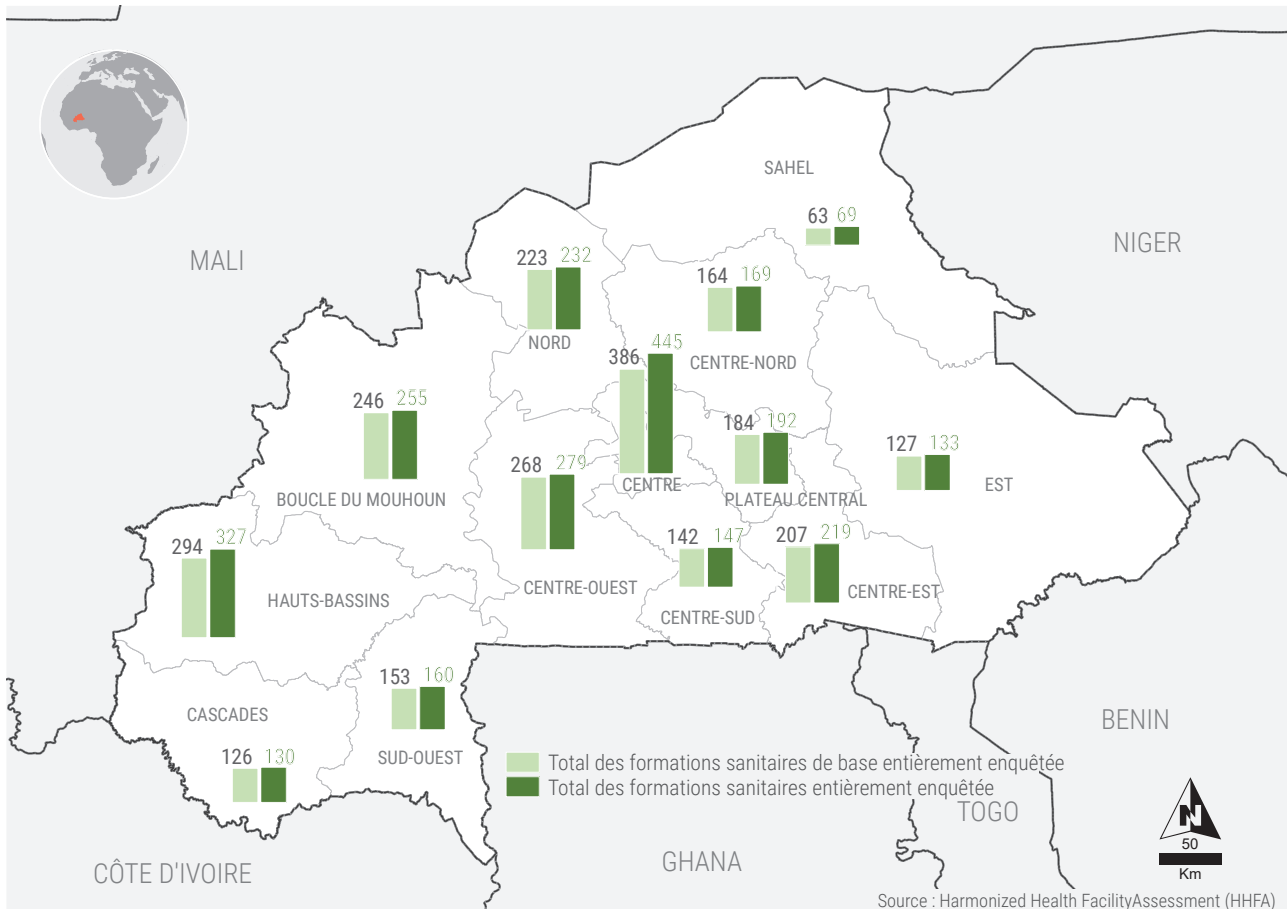 SAHEL
63 69
NIGER
MALI
223 232
NORD
164 169
CENTRE-NORD
386 445
CENTRE
246 255
BOUCLE DU MOUHOUN
268 279
CENTRE-OUEST
184 192
PLATEAU CENTRAL
127 133
EST
294 327
HAUTS-BASSINS
142 147
CENTRE-SUD
207 219
CENTRE-EST
153 160
SUD-OUEST
CASCADES
126 130
BENIN
Total des formations sanitaires de base entièrement enquêtée
Total des formations sanitaires entièrement enquêtée
TOGO
GHANA
CÔTE D'IVOIRE
N
50
Km
Source : Harmonized Health FacilityAssessment (HHFA)